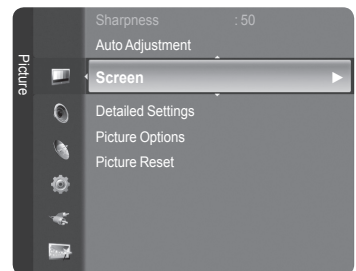 Picture
Sharpness : 50
Auto Adjustment
Screen
Detailed Settings
Picture Options
Picture Reset